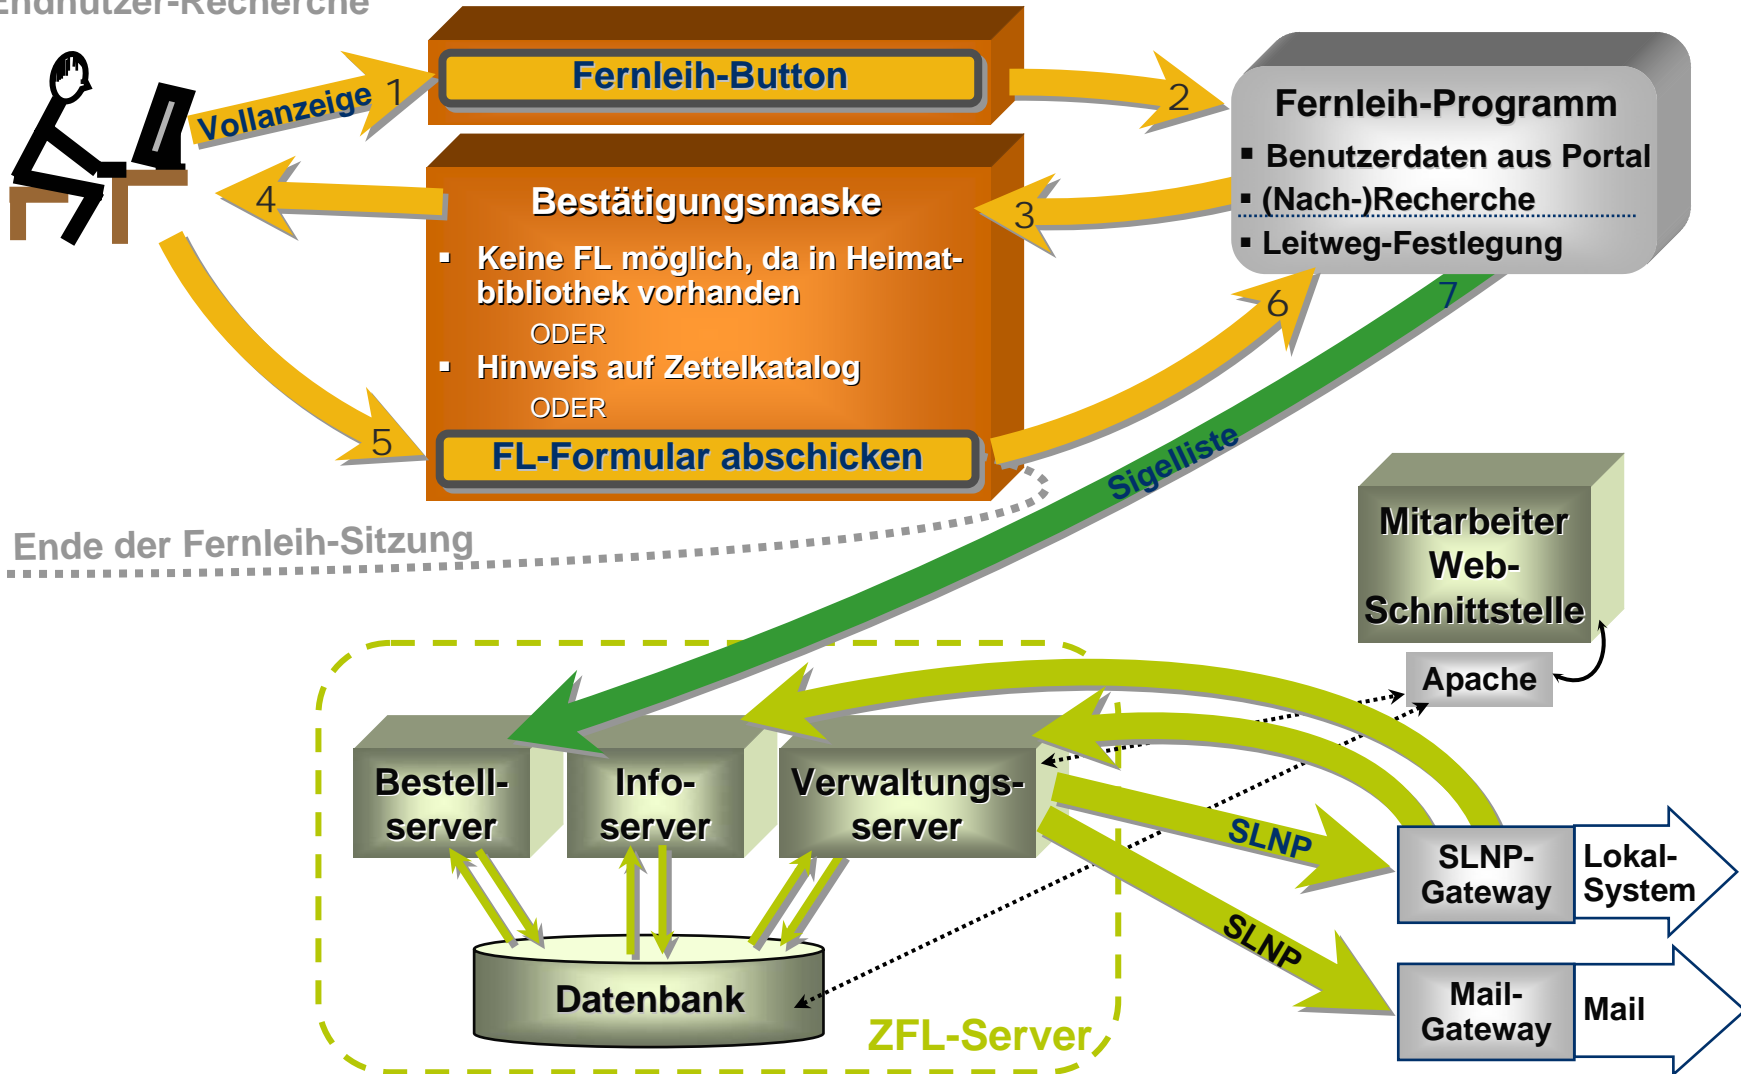 Endnutzer-Recherche
Vollanzeige 1
Fernleih-Button
2
Fernleih-Programm
▪ Benutzerdaten aus Portal
▪ (Nach-)Recherche
▪ Leitweg-Festlegung
3
4
Bestätigungsmaske
▪ Keine FL möglich, da in Heimat-
bibliothek vorhanden
ODER
▪ Hinweis auf Zettelkatalog
ODER
FL-Formular abschicken
5
6
7
Sigelliste
Ende der Fernleih-Sitzung
Mitarbeiter
Web-
Schnittstelle
Apache
Bestell-
server
Info-
server
Verwaltungs-
server
SLNP
SLNP
SLNP-
Gateway
Lokal-
System
Mail-
Gateway
Mail
Datenbank
ZFL-Server